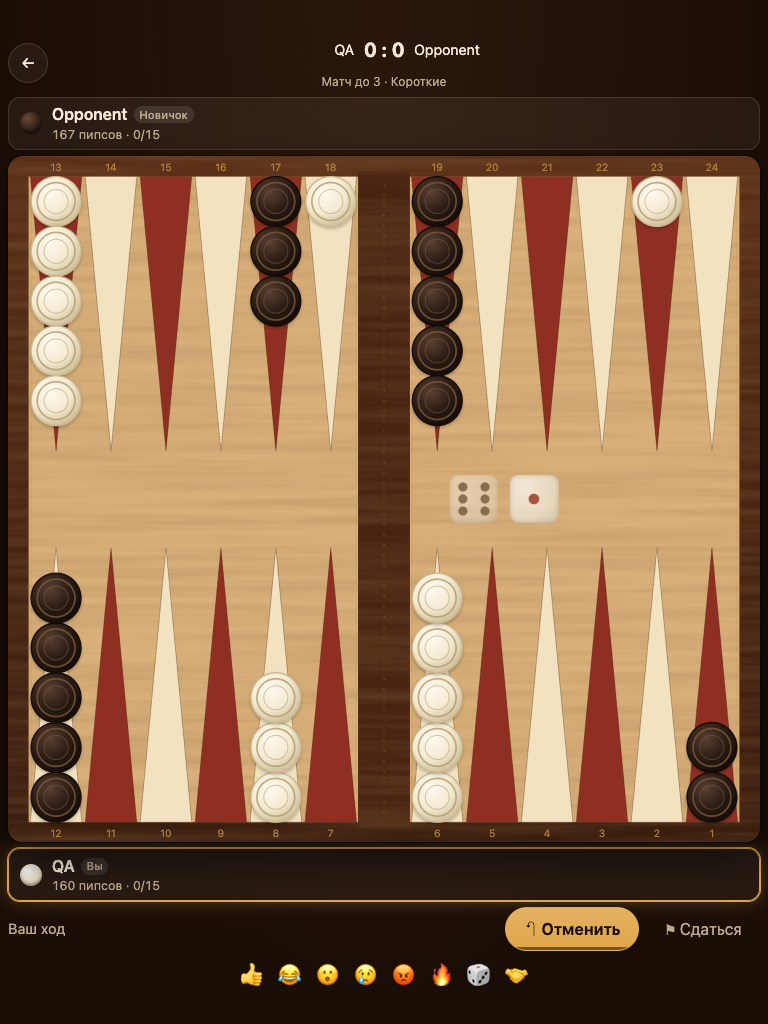 QA 0 : 0 Opponent
Матч до 3 · Короткие
Opponent Новичок
167 пипсов · 0/15
13 14 15 16 17 18 19 20 21 22 23 24
12 11 10 9 8 7 6 5 4 3 2 1
QA Вы
160 пипсов · 0/15
Ваш ход
Отменить
Сдаться